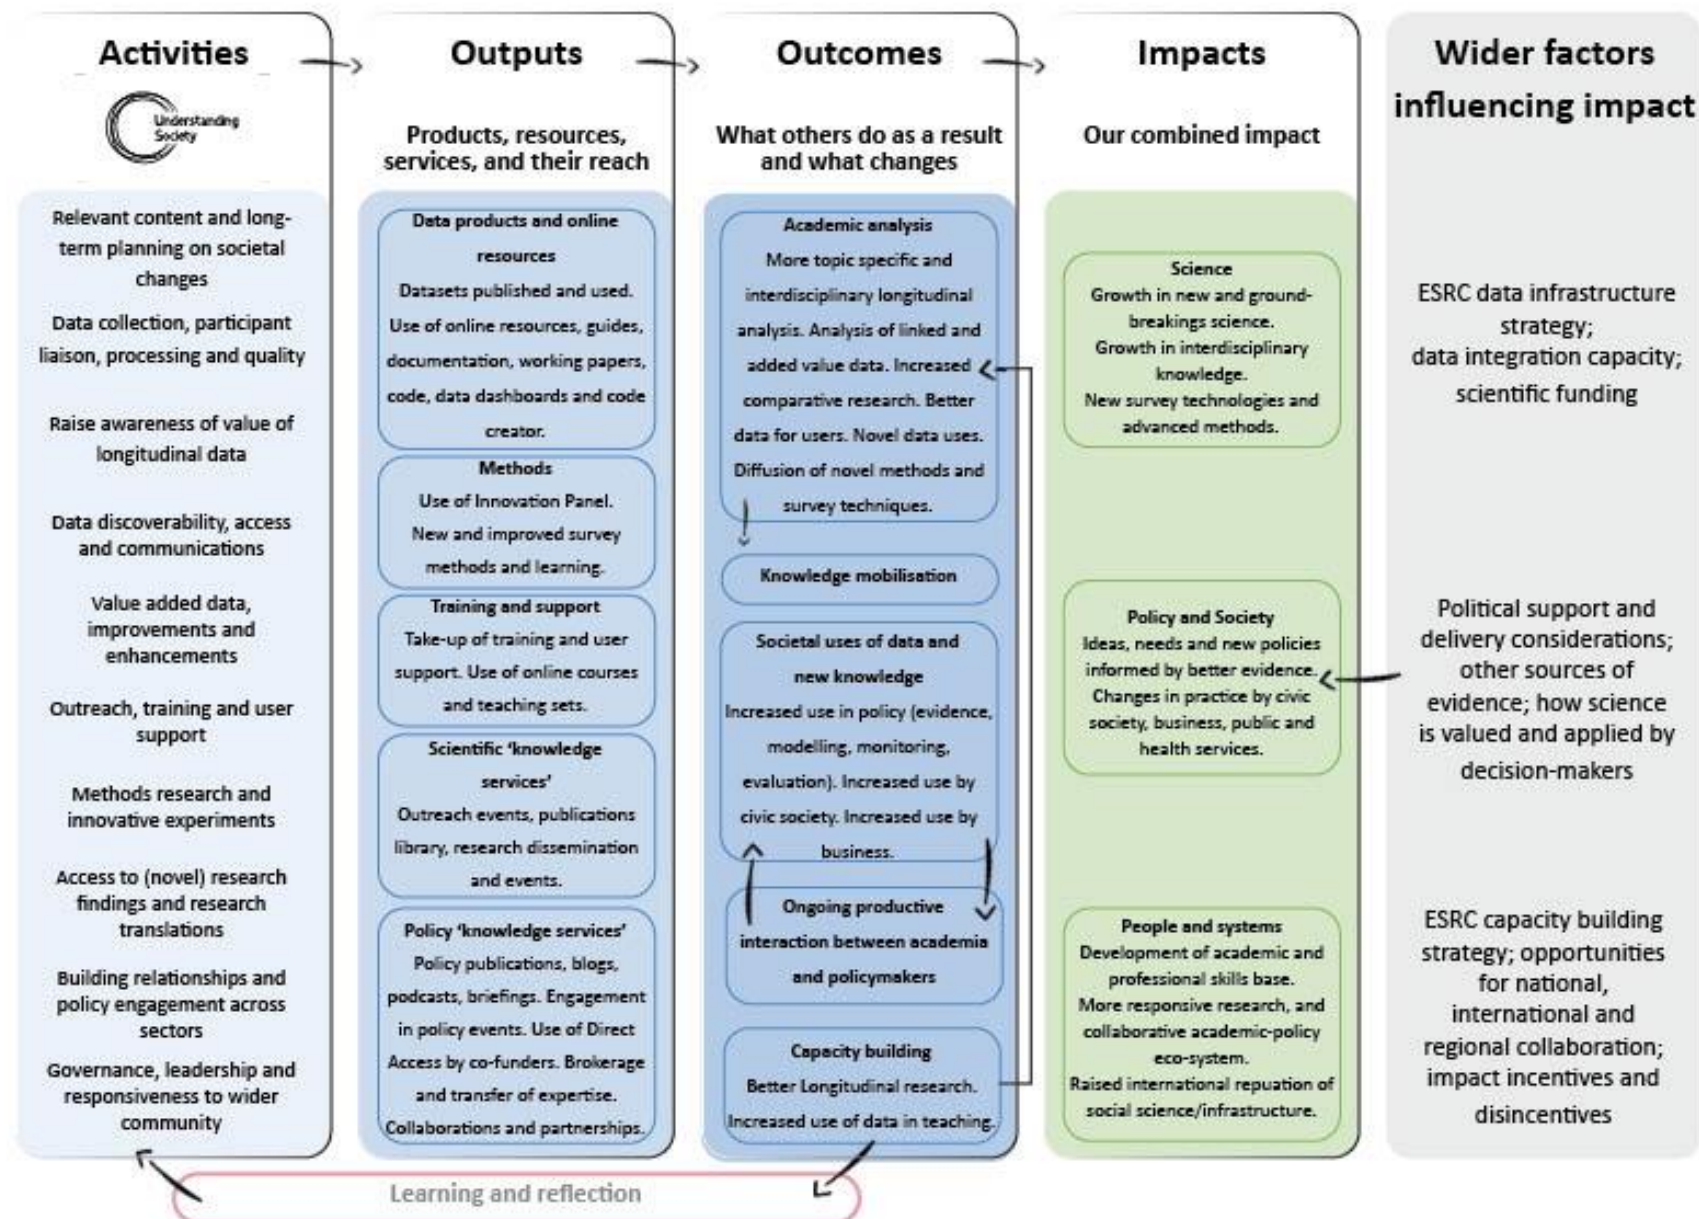 Activities
Understanding
Society
Relevant content and long-
term planning on societal
changes
Data collection, participant
liaison, processing and quality
Raise awareness of value of
longitudinal data
Data discoverability, access
and communications
Value added data,
improvements and
enhancements
Outreach, training and user
support
Methods research and
innovative experiments
Access to (novel) research
findings and research
translations
Building relationships and
policy engagement across
sectors
Governance, leadership and
responsiveness to wider
community
Outputs
Products, resources,
services, and their reach
Data products and online
resources
Datasets published and used.
Use of online resources, guides,
documentation, working papers,
code, data dashboards and code
creator.
Methods
Use of Innovation Panel.
New and improved survey
methods and learning.
Training and support
Take-up of training and user
support. Use of online courses
and teaching sets.
Scientific ‘knowledge
services’
Outreach events, publications
library, research dissemination
and events.
Policy ‘knowledge services’
Policy publications, blogs,
podcasts, briefings. Engagement
in policy events. Use of Direct
Access by co-funders. Brokerage
and transfer of expertise.
Collaborations and partnerships.
Outcomes
What others do as a result
and what changes
Academic analysis
More topic specific and
interdisciplinary longitudinal
analysis. Analysis of linked and
added value data. Increased
comparative research. Better
data for users. Novel data uses.
Diffusion of novel methods and
survey techniques.
Knowledge mobilisation
Societal uses of data and
new knowledge
Increased use in policy (evidence,
modelling, monitoring,
evaluation). Increased use by
civic society. Increased use by
business.
Ongoing productive
interaction between academia
and policymakers
Capacity building
Better Longitudinal research.
Increased use of data in teaching.
Impacts
Our combined impact
Science
Growth in new and ground-
breakings science.
Growth in interdisciplinary
knowledge.
New survey technologies and
advanced methods.
Policy and Society
Ideas, needs and new policies
informed by better evidence.
Changes in practice by civic
society, business, public and
health services.
People and systems
Development of academic and
professional skills base.
More responsive research, and
collaborative academic-policy
eco-system.
Raised international repuation of
social science/infrastructure.
Wider factors
influencing impact
ESRC data infrastructure
strategy;
data integration capacity;
scientific funding
Political support and
delivery considerations;
other sources of
evidence; how science
is valued and applied by
decision-makers
ESRC capacity building
strategy; opportunities
for national,
international and
regional collaboration;
impact incentives and
disincentives
Learning and reflection